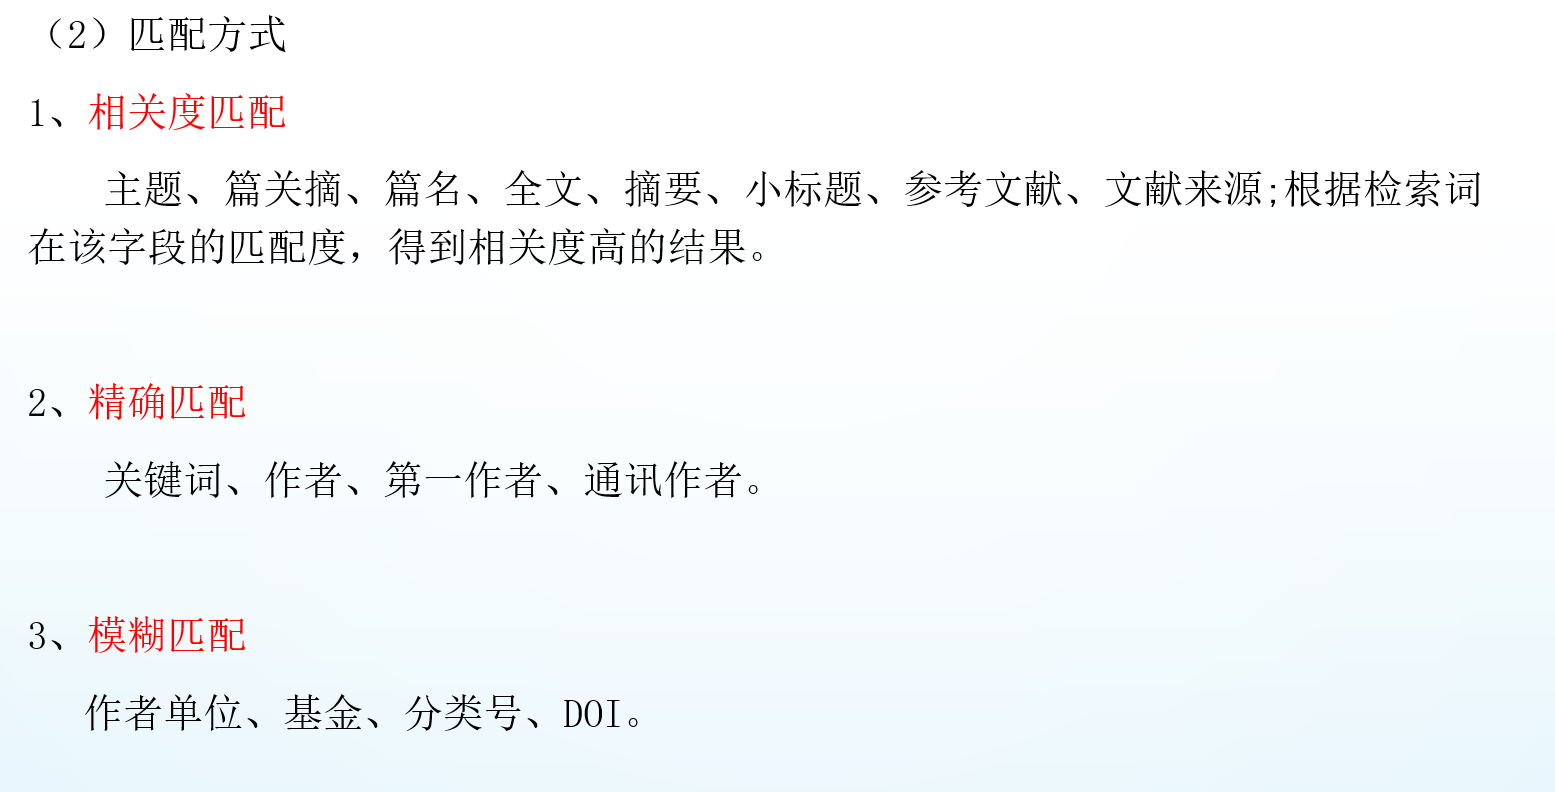 （2）匹配方式
1、相关度匹配
主题、篇关摘、篇名、全文、摘要、小标题、参考文献、文献来源;根据检索词
在该字段的匹配度，得到相关度高的结果。
2、精确匹配
关键词、作者、第一作者、通讯作者。
3、模糊匹配
作者单位、基金、分类号、DOI。